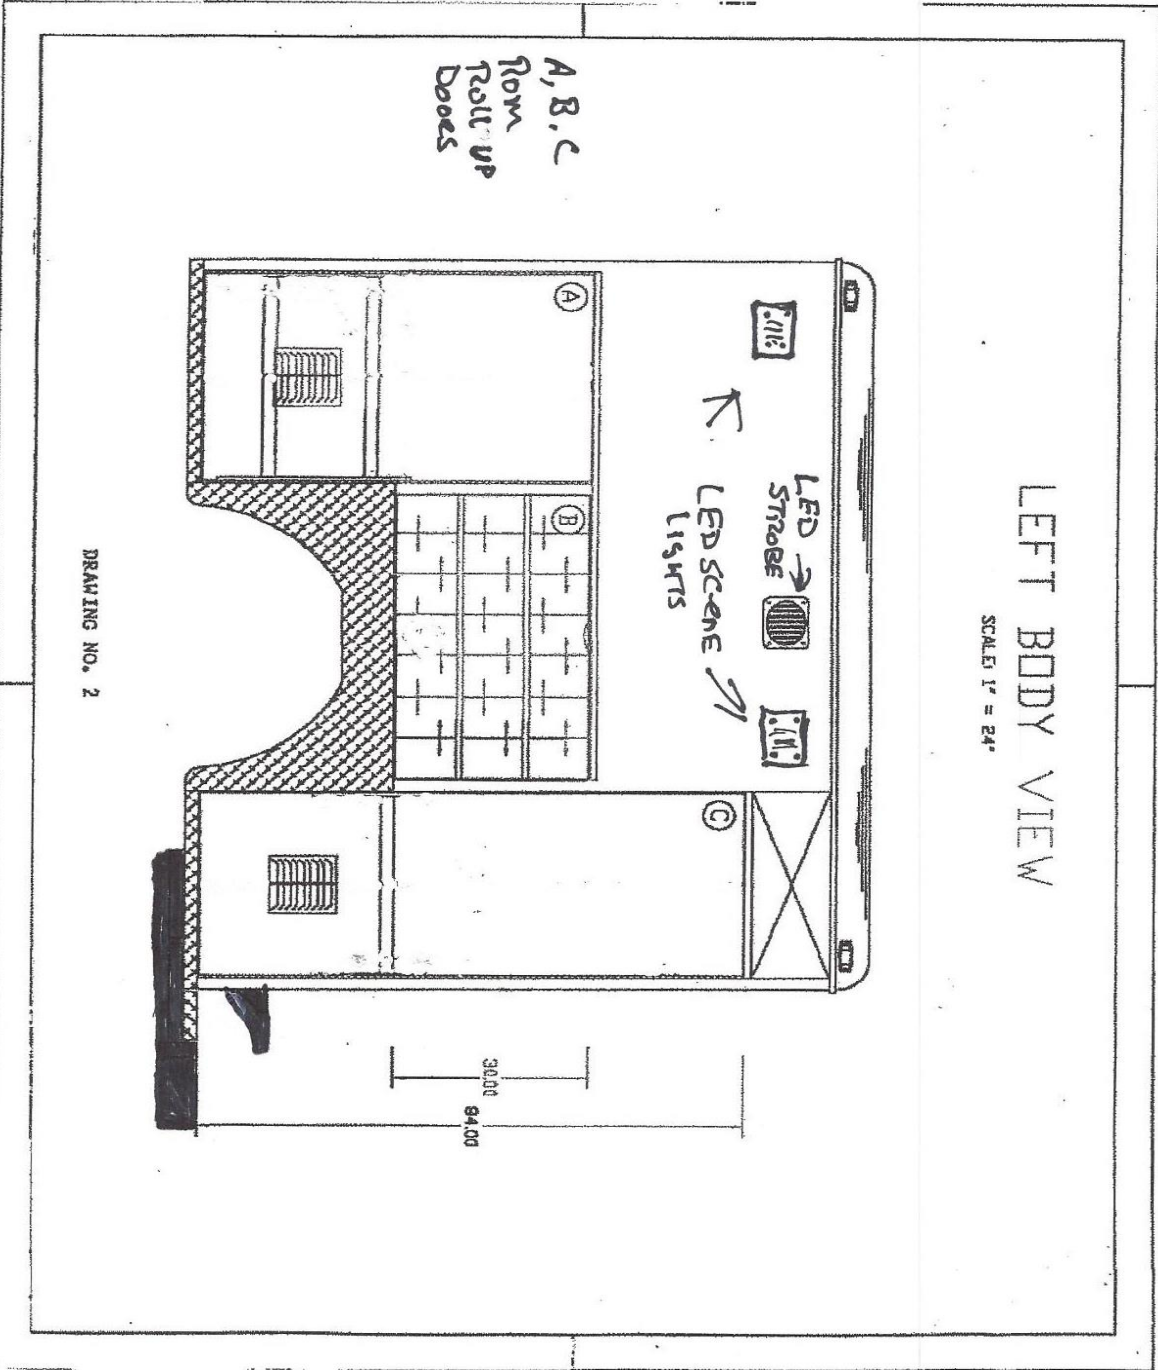 LEFT BODY VIEW
SCALE: 1" = 24"
A, B, C
ROM
Roll UP
DOORS
LED
STROBE
LED SCENE
LIGHTS
A
B
C
30.00
84.00
DRAWING NO. 2